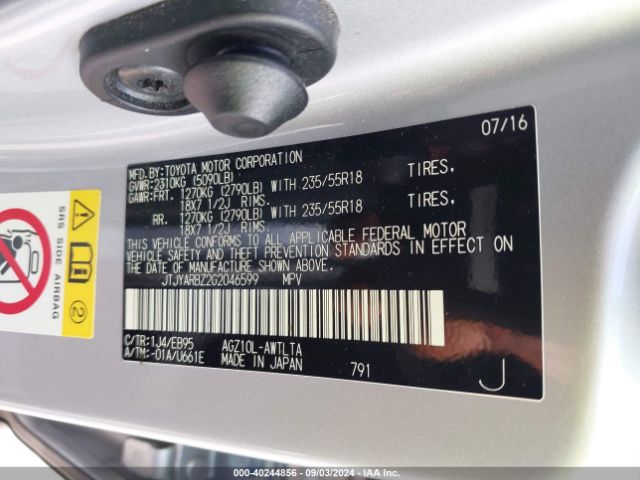 07/16
MFD. BY: TOYOTA MOTOR CORPORATION
GVWR: 2310KG (5090LB)
GAWR: FRT. 1270KG (2790LB) WITH 235/55R18 TIRES,
18X7 1/2J RIMS.
RR. 1270KG (2790LB) WITH 235/55R18 TIRES,
18X7 1/2J RIMS.
THIS VEHICLE CONFORMS TO ALL APPLICABLE FEDERAL MOTOR
VEHICLE SAFETY AND THEFT PREVENTION STANDARDS IN EFFECT ON
THE DATE OF MANUFACTURE SHOWN ABOVE.
JTJYARBZ2G2046599 MPV
C/TR: 1J4/EB95 AGZ10L-AWTLTA
A/TM: -01A/U661E MADE IN JAPAN 791
J
SRS SIDE AIRBAG
2
000-40244856 - 09/03/2024 - IAA, Inc.